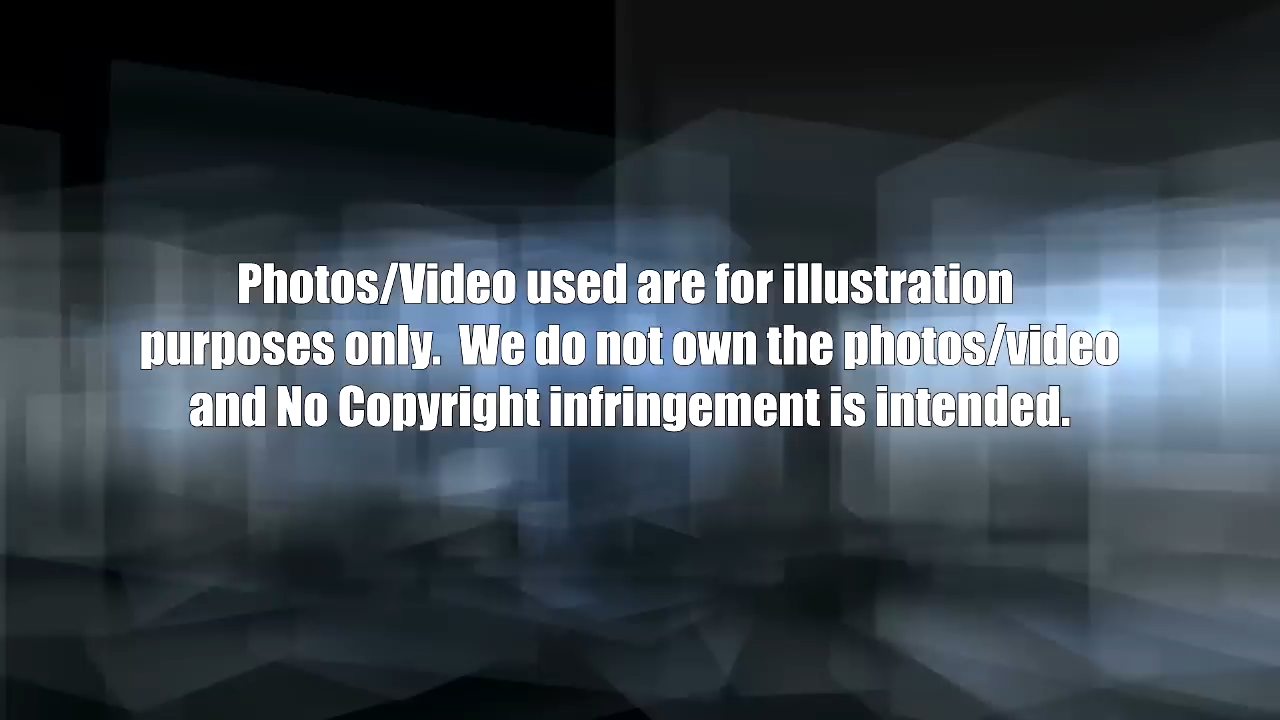 Photos/Video used are for illustration
purposes only.  We do not own the photos/video
and No Copyright infringement is intended.